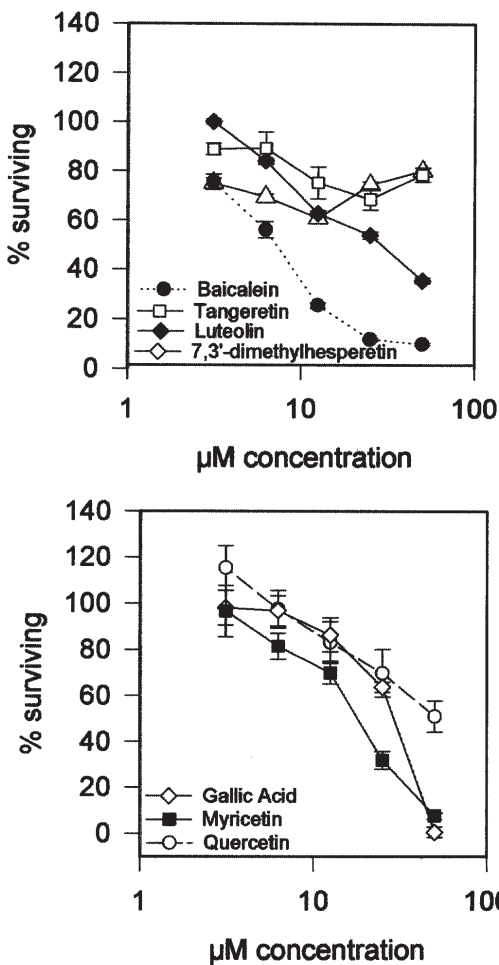 140
120
100
80
60
40
20
0
% surviving
Baicalein
Tangeretin
Luteolin
7,3'-dimethylhesperetin
1
10
100
µM concentration
140
120
100
80
60
40
20
0
% surviving
Gallic Acid
Myricetin
Quercetin
1
10
100
µM concentration